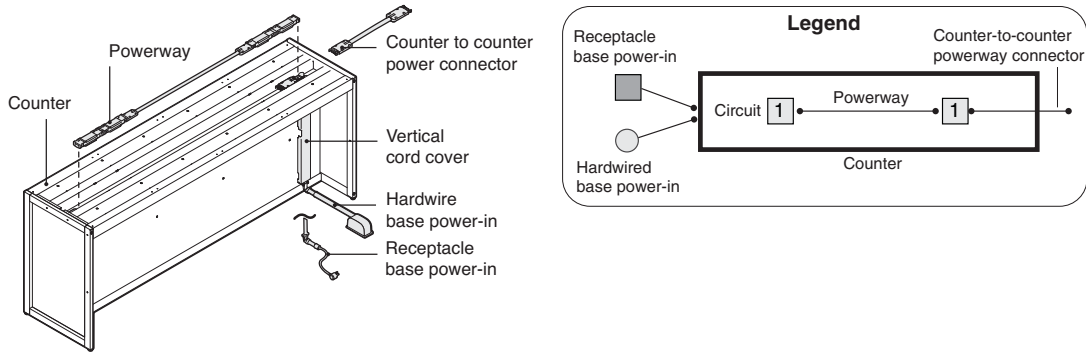 Powerway
Counter
Counter to counter
power connector
Vertical
cord cover
Hardwire
base power-in
Receptacle
base power-in
Legend
Receptacle
base power-in
Counter-to-counter
powerway connector
Circuit 1 Powerway 1
Hardwired
base power-in
Counter